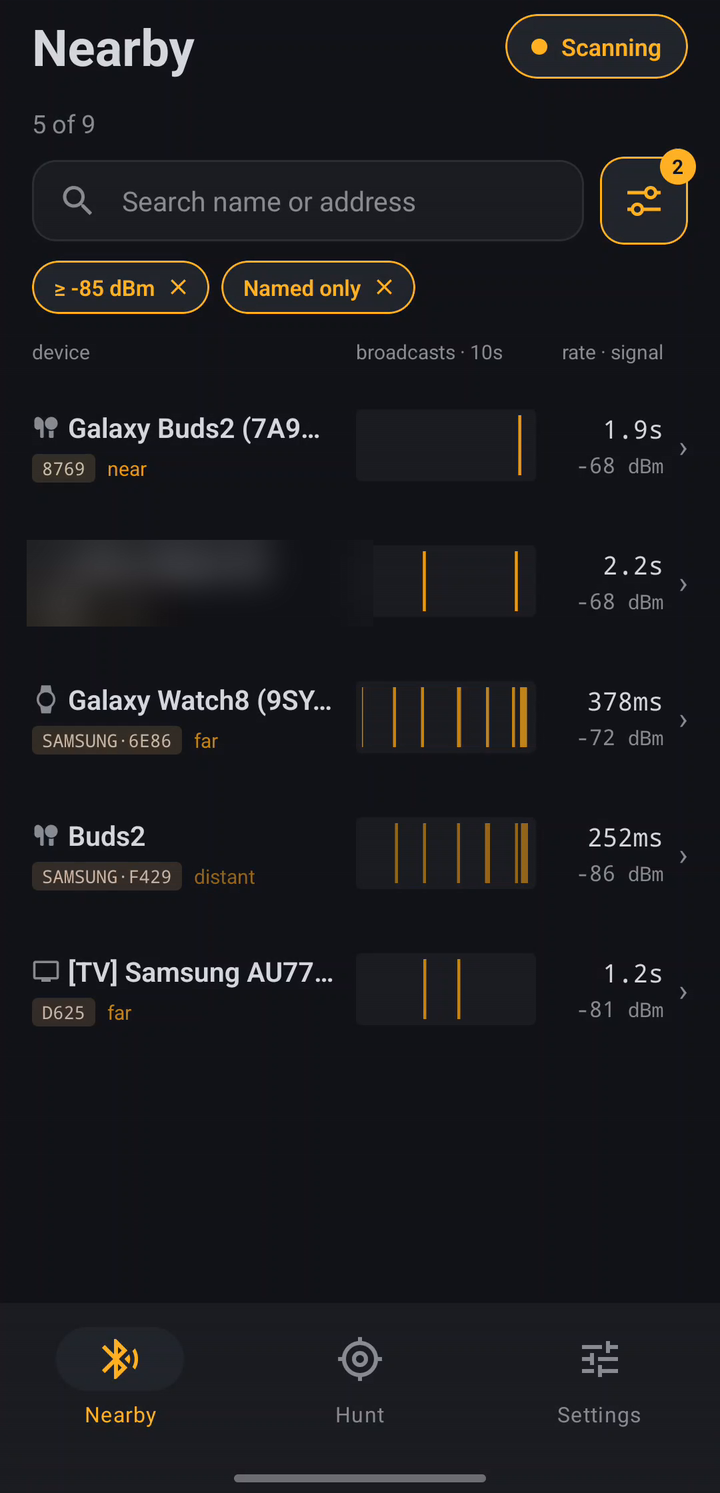 Nearby
Scanning
5 of 9
Search name or address
2
≥ -85 dBm ×
Named only ×
device broadcasts · 10s rate · signal
Galaxy Buds2 (7A9... 1.9s
8769 near -68 dBm
2.2s
-68 dBm
Galaxy Watch8 (9SY... 378ms
SAMSUNG·6E86 far -72 dBm
Buds2 252ms
SAMSUNG·F429 distant -86 dBm
[TV] Samsung AU77... 1.2s
D625 far -81 dBm
Nearby
Hunt
Settings